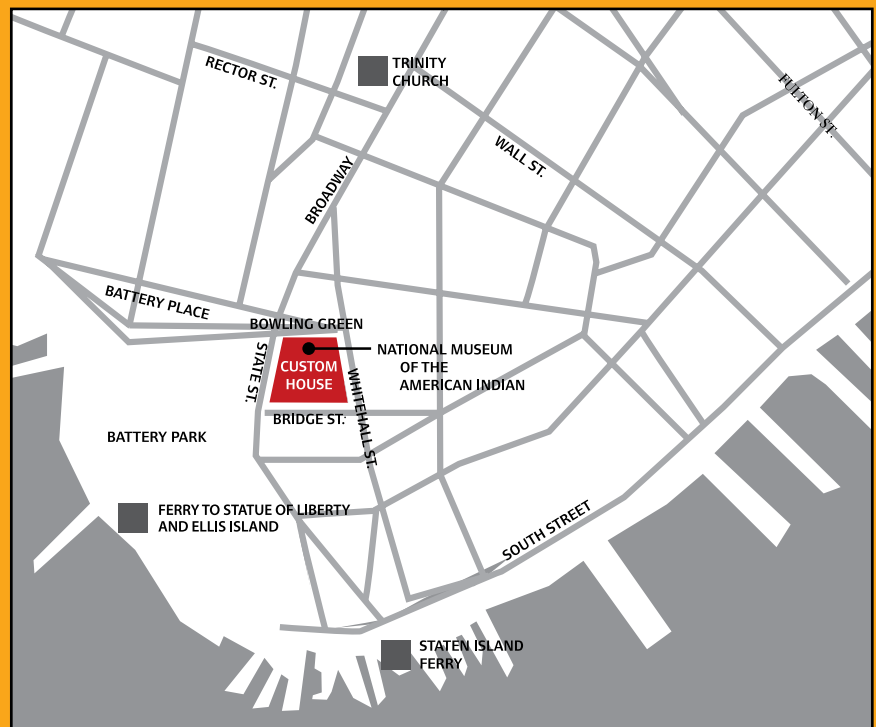 TRINITY
CHURCH
RECTOR ST.
FULTON ST.
WALL ST.
BROADWAY
BATTERY PLACE
BOWLING GREEN
STATE ST.
CUSTOM
HOUSE
NATIONAL MUSEUM
OF THE
AMERICAN INDIAN
WHITEHALL ST.
BRIDGE ST.
BATTERY PARK
FERRY TO STATUE OF LIBERTY
AND ELLIS ISLAND
SOUTH STREET
STATEN ISLAND
FERRY